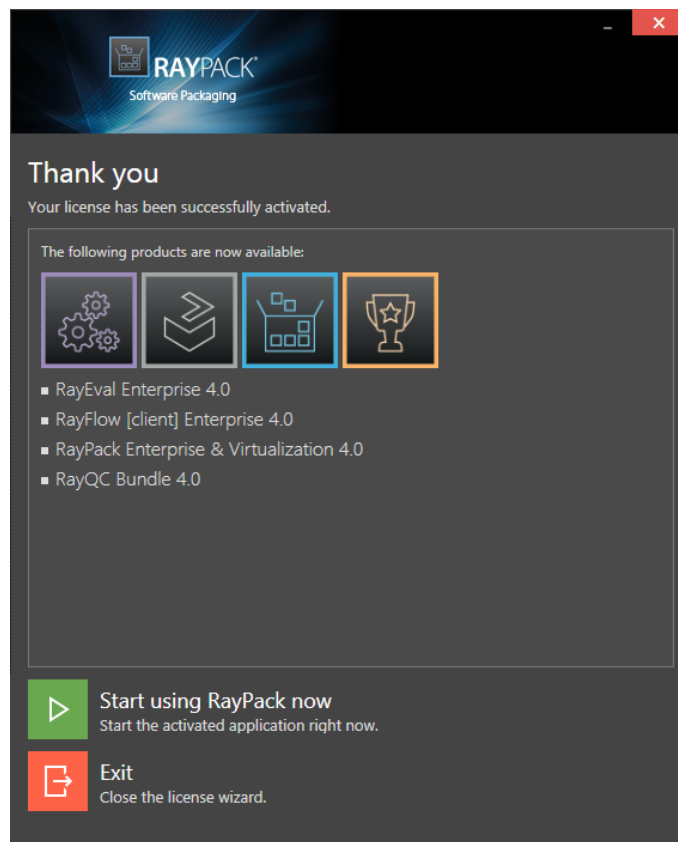 RAYPACK®
Software Packaging
Thank you
Your license has been successfully activated.
The following products are now available:
■ RayEval Enterprise 4.0
■ RayFlow [client] Enterprise 4.0
■ RayPack Enterprise & Virtualization 4.0
■ RayQC Bundle 4.0
Start using RayPack now
Start the activated application right now.
Exit
Close the license wizard.